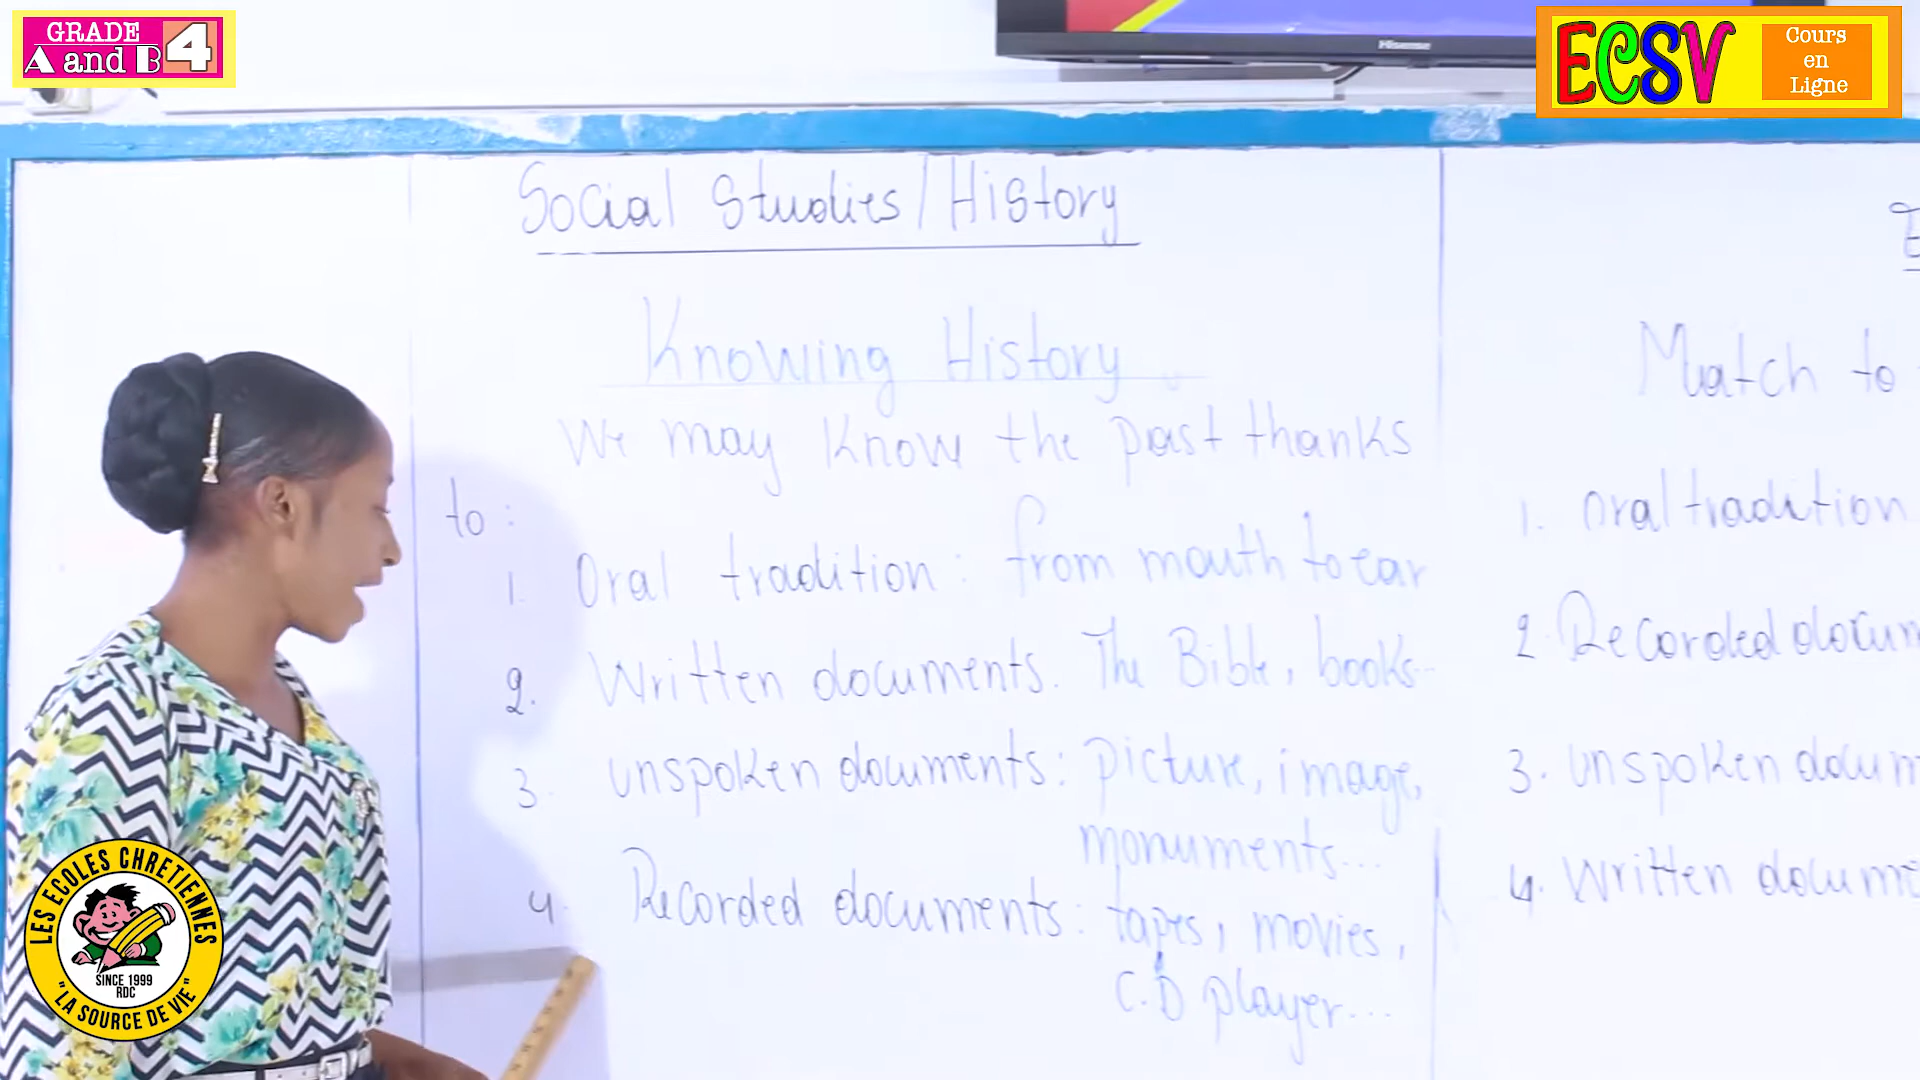 GRADE
A and B 4
Hisense
ECSV
Cours
en
Ligne
Social Studies/History
Knowing History
We may know the past thanks
to:
1. Oral tradition: from mouth to ear
2. Written documents. The Bible, books...
3. unspoken documents: picture, image,
monuments...
4. Recorded documents: tapes, movies,
C.D player...
Match to
1. Oral tradition
2. Recorded docum
3. unspoken docum
4. Written docume
LES ECOLES CHRETIENNES
SINCE 1999
RDC
"LA SOURCE DE VIE"